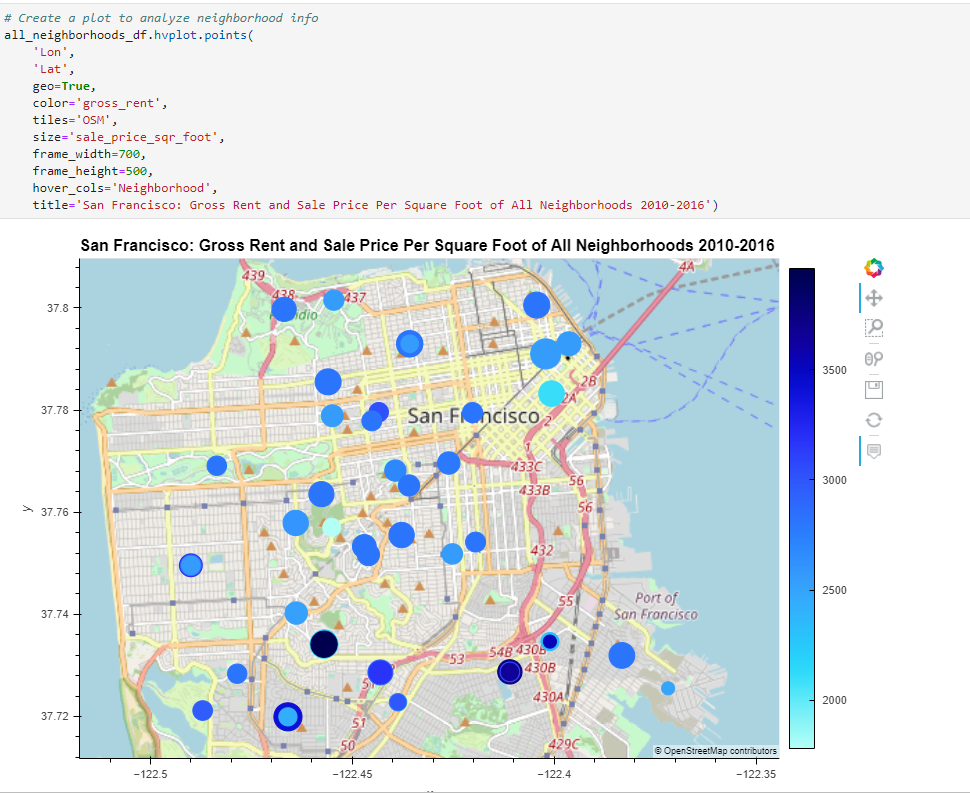 # Create a plot to analyze neighborhood info
all_neighborhoods_df.hvplot.points(
'Lon',
'Lat',
geo=True,
color='gross_rent',
tiles='OSM',
size='sale_price_sqr_foot',
frame_width=700,
frame_height=500,
hover_cols='Neighborhood',
title='San Francisco: Gross Rent and Sale Price Per Square Foot of All Neighborhoods 2010-2016')
San Francisco: Gross Rent and Sale Price Per Square Foot of All Neighborhoods 2010-2016
439
4A
438
437
37.8
3500
2B
37.78
2A
San Francisco
2
1
433C
56
3000
433B
56
y
37.76
432
2500
55
Port of
San Francisco
37.74
54B
430B
53
430B
430A
2000
37.72
51
50
429C
© OpenStreetMap contributors
−122.5
−122.45
−122.4
−122.35